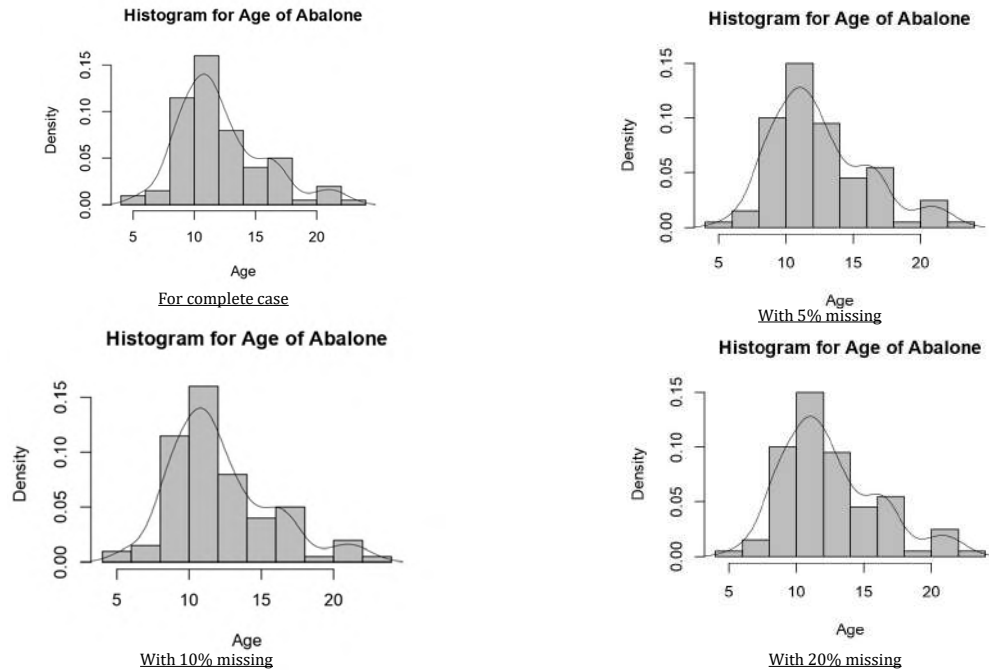 Histogram for Age of Abalone
Density
0.00 0.05 0.10 0.15
5 10 15 20
Age
For complete case
Histogram for Age of Abalone
Density
0.00 0.05 0.10 0.15
5 10 15 20
Age
With 5% missing
Histogram for Age of Abalone
Density
0.00 0.05 0.10 0.15
5 10 15 20
Age
With 10% missing
Histogram for Age of Abalone
Density
0.00 0.05 0.10 0.15
5 10 15 20
Age
With 20% missing